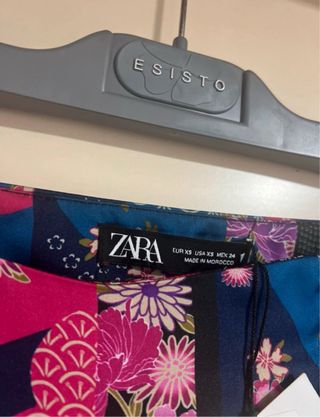 ESISTO
ZARA
EUR XS USA XS MEX 24
MADE IN MOROCCO